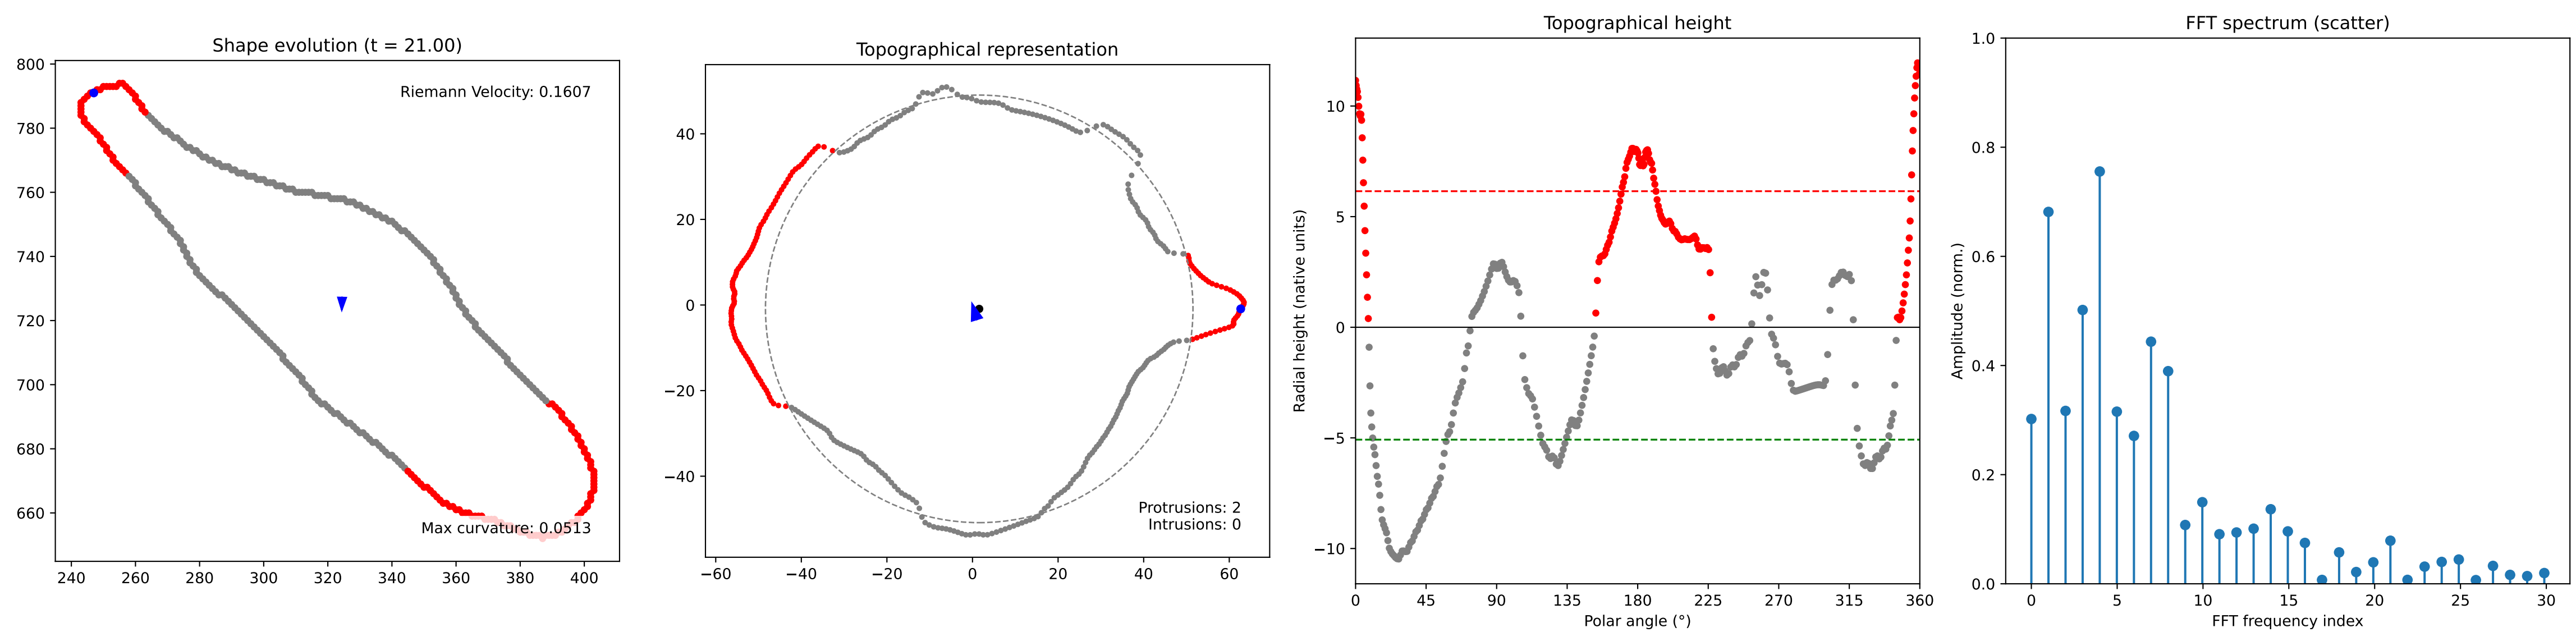 Shape evolution (t = 21.00)
Riemann Velocity: 0.1607
Max curvature: 0.0513
800
780
760
740
720
700
680
660
240 260 280 300 320 340 360 380 400
Topographical representation
40
20
0
−20
−40
−60 −40 −20 0 20 40 60
Protrusions: 2
Intrusions: 0
Topographical height
Radial height (native units)
10
5
0
−5
−10
0 45 90 135 180 225 270 315 360
Polar angle (°)
FFT spectrum (scatter)
Amplitude (norm.)
1.0
0.8
0.6
0.4
0.2
0.0
0 5 10 15 20 25 30
FFT frequency index